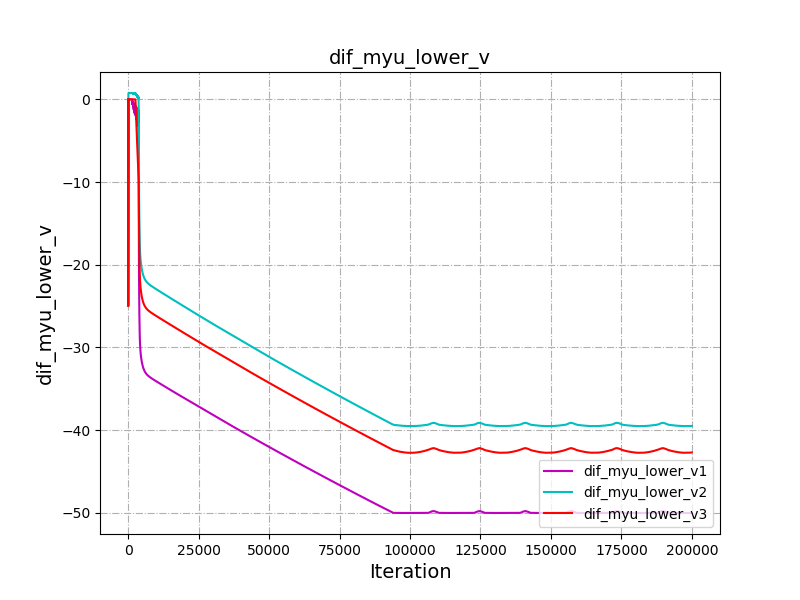 dif_myu_lower_v
dif_myu_lower_v
0
−10
−20
−30
−40
−50
0 25000 50000 75000 100000 125000 150000 175000 200000
Iteration
dif_myu_lower_v1
dif_myu_lower_v2
dif_myu_lower_v3